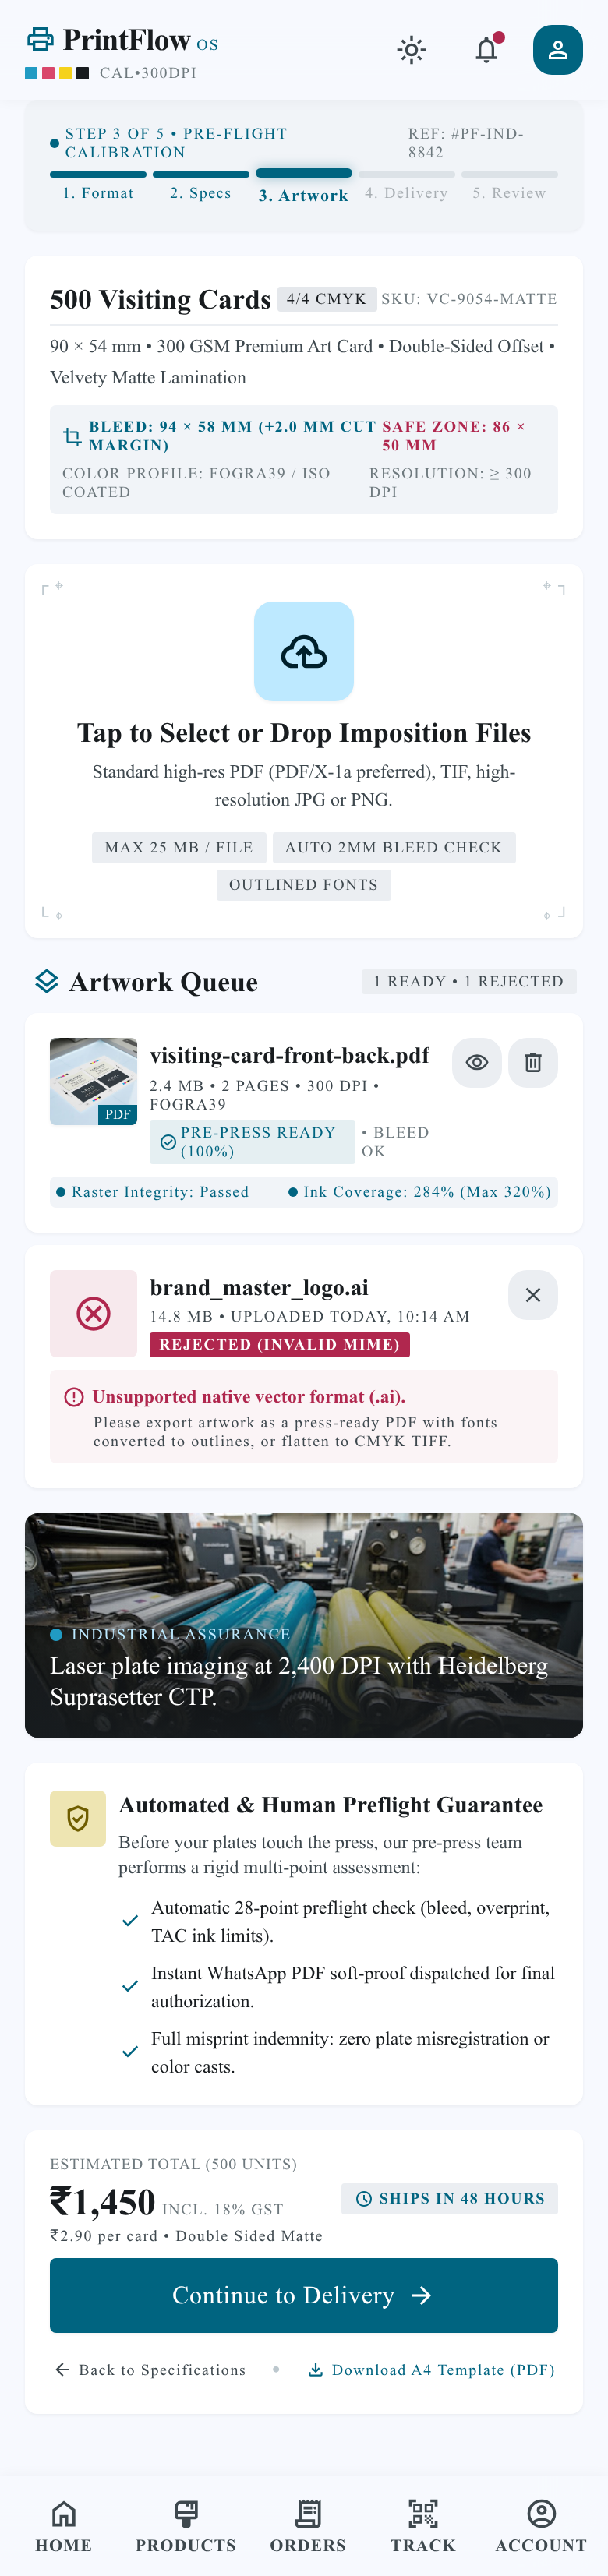 PrintFlow OS
CAL•300DPI
STEP 3 OF 5 • PRE-FLIGHT
CALIBRATION
REF: #PF-IND-
8842
1. Format
2. Specs
3. Artwork
4. Delivery
5. Review
500 Visiting Cards
4/4 CMYK
SKU: VC-9054-MATTE
90 × 54 mm • 300 GSM Premium Art Card • Double-Sided Offset •
Velvety Matte Lamination
BLEED: 94 × 58 MM (+2.0 MM CUT
MARGIN)
SAFE ZONE: 86 ×
50 MM
COLOR PROFILE: FOGRA39 / ISO
COATED
RESOLUTION: ≥ 300
DPI
Tap to Select or Drop Imposition Files
Standard high-res PDF (PDF/X-1a preferred), TIF, high-
resolution JPG or PNG.
MAX 25 MB / FILE
AUTO 2MM BLEED CHECK
OUTLINED FONTS
Artwork Queue
1 READY • 1 REJECTED
PDF
visiting-card-front-back.pdf
2.4 MB • 2 PAGES • 300 DPI •
FOGRA39
PRE-PRESS READY
(100%)
• BLEED
OK
Raster Integrity: Passed
Ink Coverage: 284% (Max 320%)
brand_master_logo.ai
14.8 MB • UPLOADED TODAY, 10:14 AM
REJECTED (INVALID MIME)
Unsupported native vector format (.ai).
Please export artwork as a press-ready PDF with fonts
converted to outlines, or flatten to CMYK TIFF.
INDUSTRIAL ASSURANCE
Laser plate imaging at 2,400 DPI with Heidelberg
Suprasetter CTP.
Automated & Human Preflight Guarantee
Before your plates touch the press, our pre-press team
performs a rigid multi-point assessment:
Automatic 28-point preflight check (bleed, overprint,
TAC ink limits).
Instant WhatsApp PDF soft-proof dispatched for final
authorization.
Full misprint indemnity: zero plate misregistration or
color casts.
ESTIMATED TOTAL (500 UNITS)
₹1,450 INCL. 18% GST
SHIPS IN 48 HOURS
₹2.90 per card • Double Sided Matte
Continue to Delivery
Back to Specifications
Download A4 Template (PDF)
HOME
PRODUCTS
ORDERS
TRACK
ACCOUNT